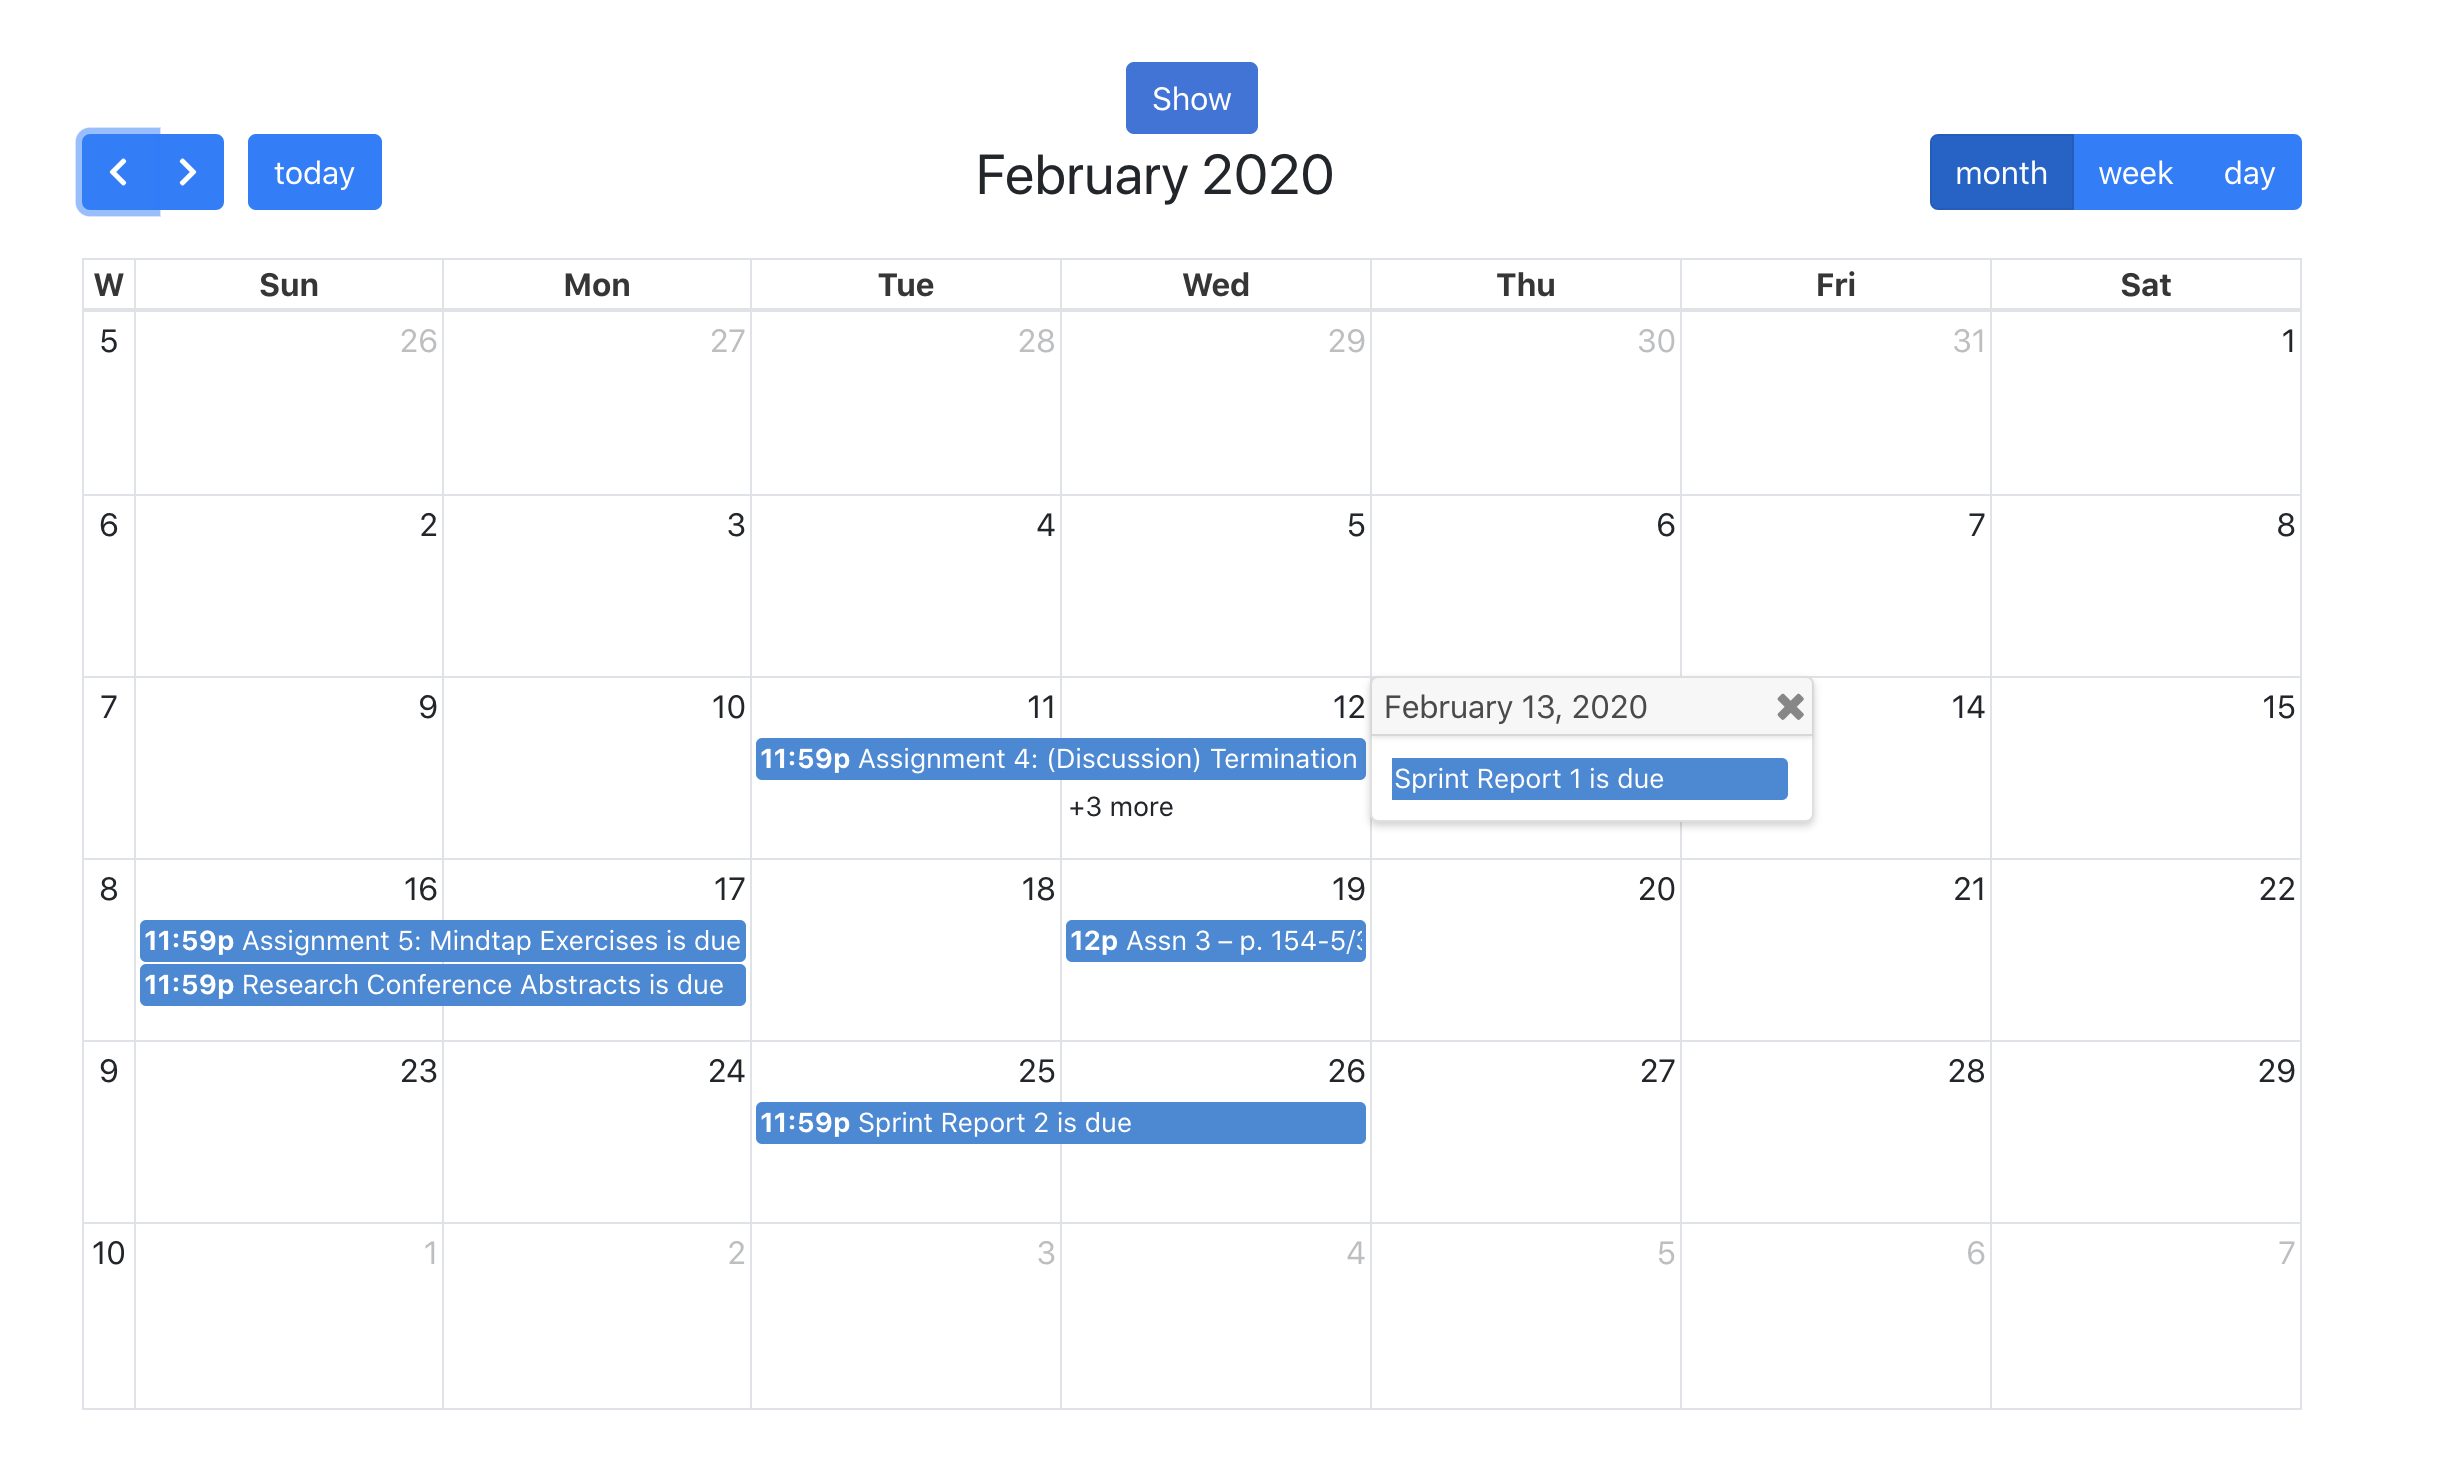 Show
today
February 2020
month week day
W Sun Mon Tue Wed Thu Fri Sat
5 26 27 28 29 30 31 1
6 2 3 4 5 6 7 8
7 9 10 11 12 February 13, 2020 14 15
11:59p Assignment 4: (Discussion) Termination
Sprint Report 1 is due
+3 more
8 16 17 18 19 20 21 22
11:59p Assignment 5: Mindtap Exercises is due 12p Assn 3 – p. 154-5/
11:59p Research Conference Abstracts is due
9 23 24 25 26 27 28 29
11:59p Sprint Report 2 is due
10 1 2 3 4 5 6 7